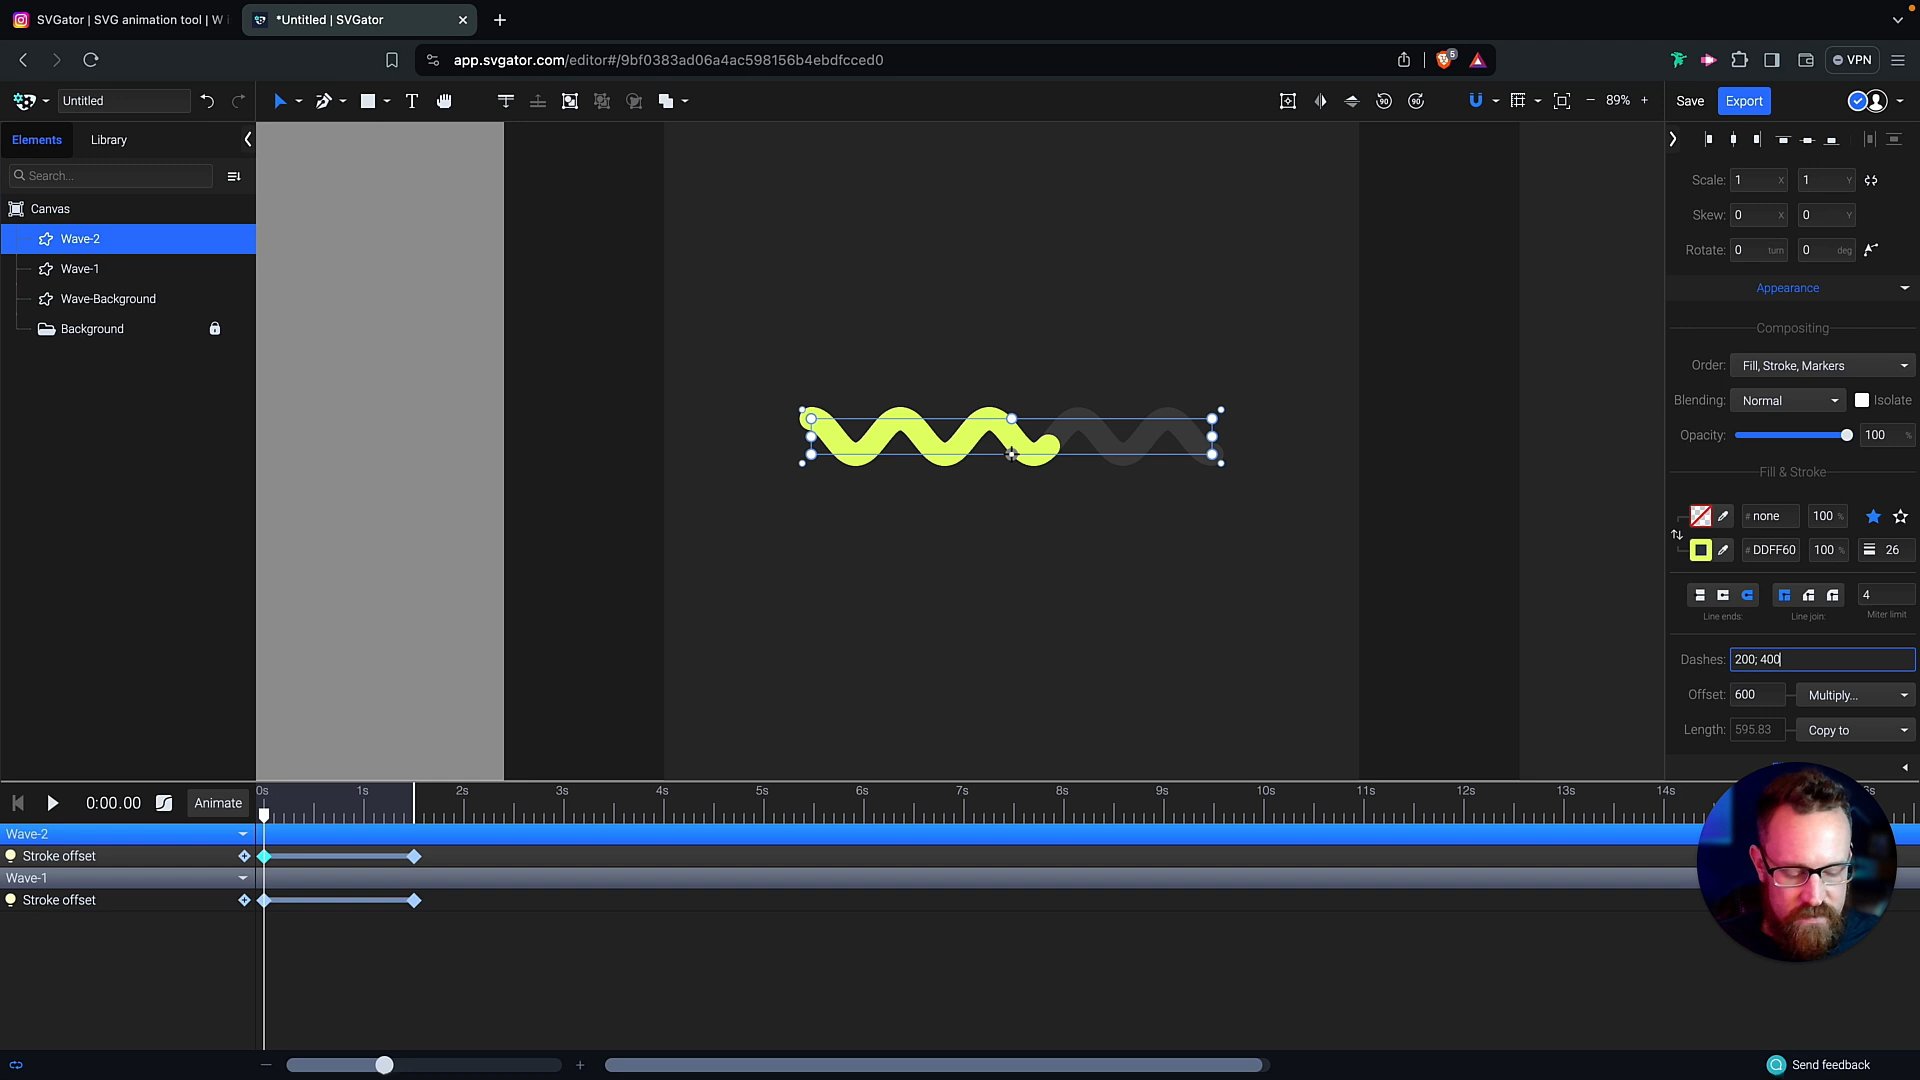 SVGator | SVG animation tool | W
*Untitled | SVGator
app.svgator.com/editor#/9bf0383ad06a4ac598156b4ebdfcced0
5
VPN
Untitled
T
90
90
89%
Save
Export
Elements
Library
Search...
Canvas
Wave-2
Wave-1
Wave-Background
Background
Scale: 1 X 1 Y
Skew: 0 X 0 Y
Rotate: 0 turn 0 deg
Appearance
Compositing
Order: Fill, Stroke, Markers
Blending: Normal Isolate
Opacity: 100 %
Fill & Stroke
# none 100 %
# DDFF60 100 % 26
4
Line ends: Line join: Miter limit
Dashes: 200; 400
Offset: 600 Multiply...
Length: 595.83 Copy to
0:00.00
Animate
0s 1s 2s 3s 4s 5s 6s 7s 8s 9s 10s 11s 12s 13s 14s
Wave-2
Stroke offset
Wave-1
Stroke offset
Send feedback